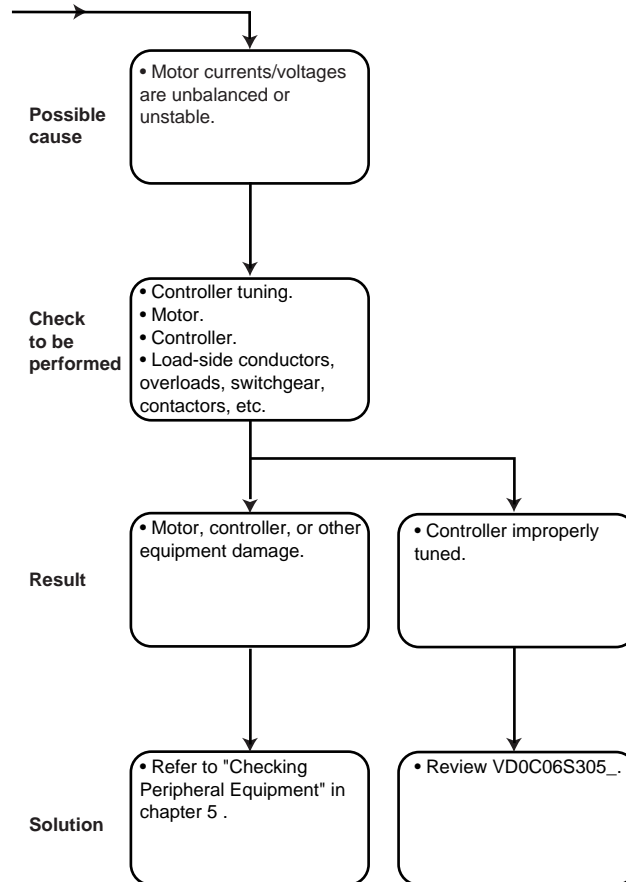 • Motor currents/voltages
are unbalanced or
unstable.
Possible
cause
• Controller tuning.
• Motor.
• Controller.
• Load-side conductors,
overloads, switchgear,
contactors, etc.
Check
to be
performed
• Motor, controller, or other
equipment damage.
• Controller improperly
tuned.
Result
• Refer to "Checking
Peripheral Equipment" in
chapter 5 .
• Review VD0C06S305_.
Solution